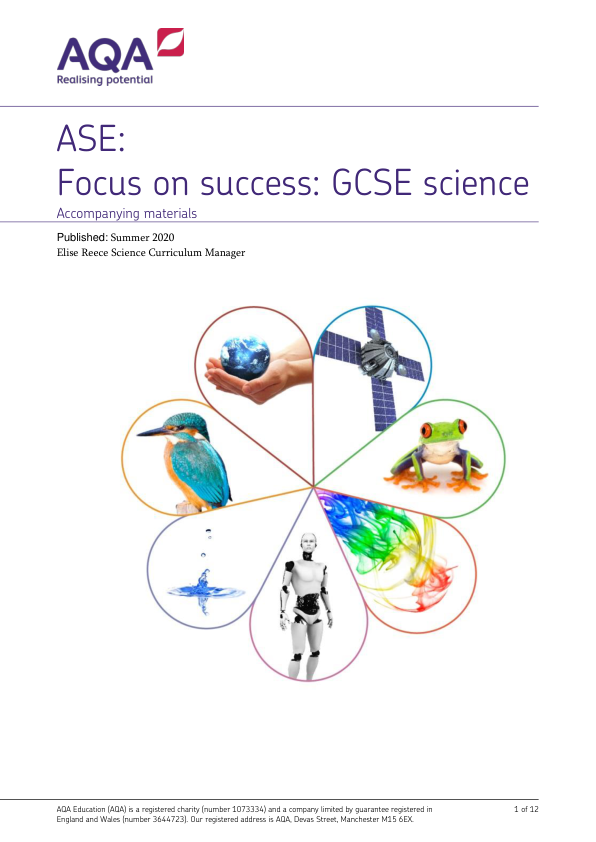 AQA
Realising potential
ASE:
Focus on success: GCSE science
Accompanying materials
Published: Summer 2020
Elise Reece Science Curriculum Manager
AQA Education (AQA) is a registered charity (number 1073334) and a company limited by guarantee registered in
England and Wales (number 3644723). Our registered address is AQA, Devas Street, Manchester M15 6EX.
1 of 12